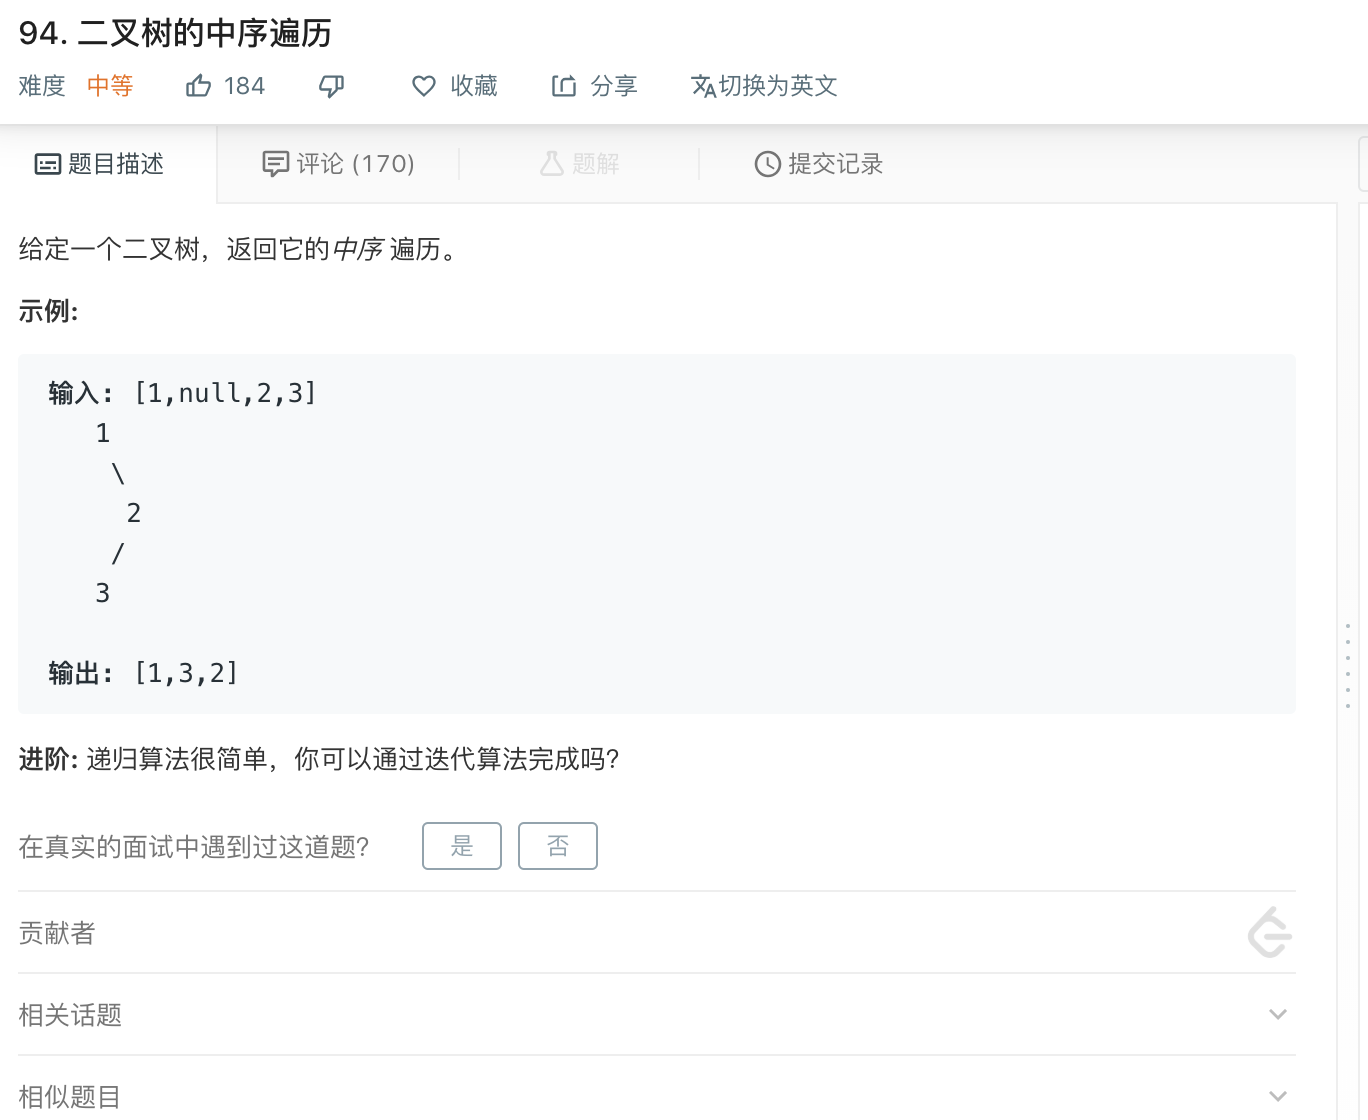 94. 二叉树的中序遍历
难度 中等 184 收藏 分享 切换为英文
题目描述 评论 (170) 题解 提交记录
给定一个二叉树，返回它的中序 遍历。
示例:
输入: [1,null,2,3]
1
\
2
/
3
输出: [1,3,2]
进阶: 递归算法很简单，你可以通过迭代算法完成吗？
在真实的面试中遇到过这道题？ 是 否
贡献者
相关话题
相似题目